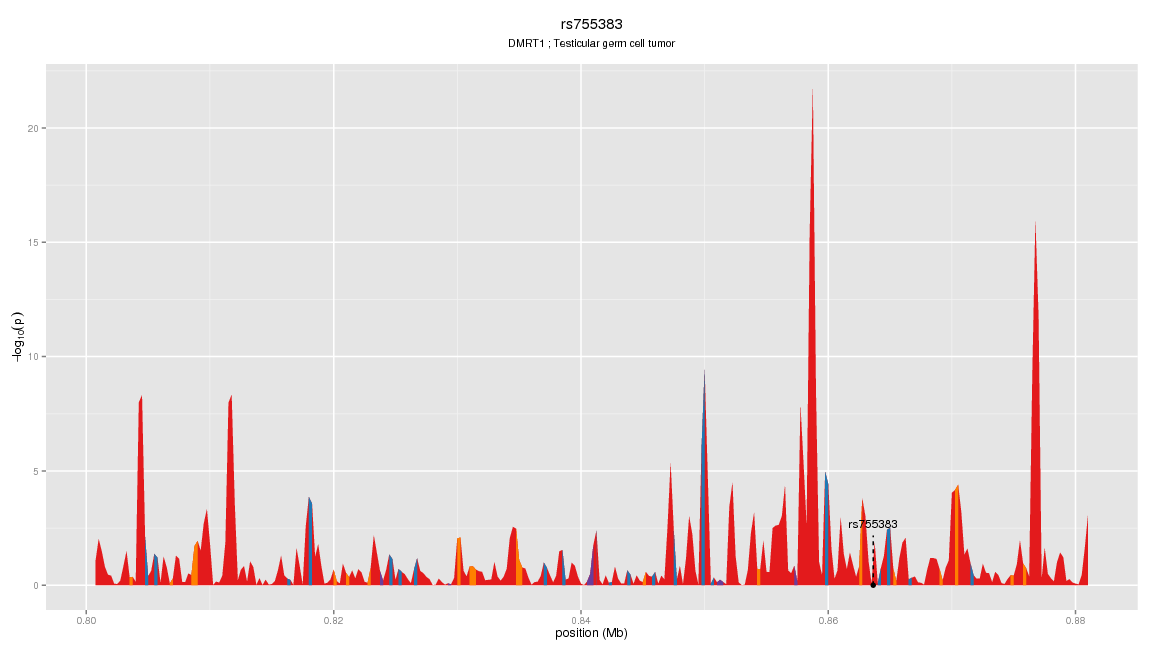 rs755383
DMRT1 ; Testicular germ cell tumor
20
15
10
5
0
−log10(p)
rs755383
0.80
0.82
0.84
0.86
0.88
position (Mb)